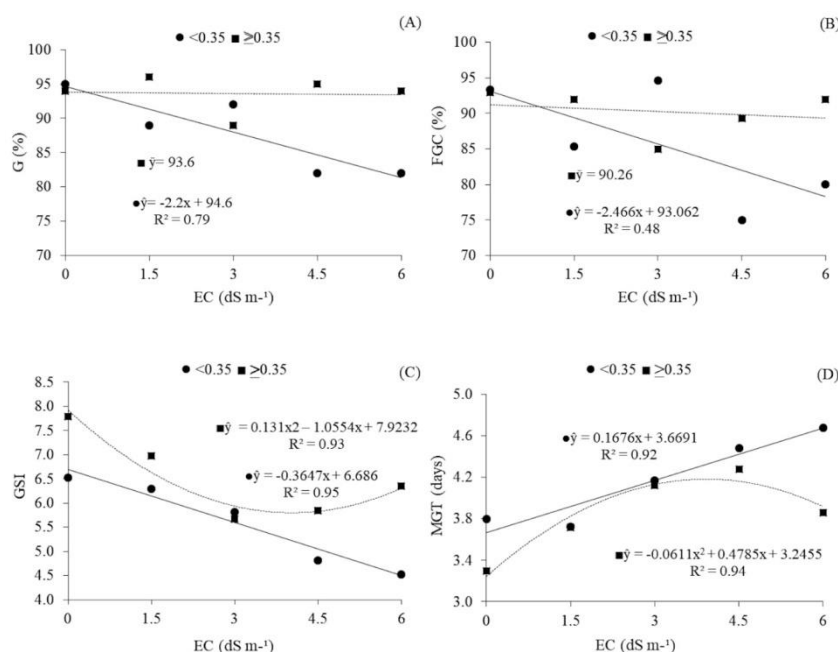 (A)
●<0.35 ■≥0.35
100
95
90
85
80
75
70
G (%)
■ ŷ= 93.6
● ŷ= -2.2x + 94.6
R² = 0.79
0 1.5 3 4.5 6
EC (dS m-¹)
(B)
●<0.35 ■≥0.35
100
95
90
85
80
75
70
FGC (%)
■ ŷ = 90.26
● ŷ = -2.466x + 93.062
R² = 0.48
0 1.5 3 4.5 6
EC (dS m-¹)
●<0.35 ■≥0.35
(C)
8.5
8.0
7.5
7.0
6.5
6.0
5.5
5.0
4.5
4.0
GSI
■ŷ = 0.131x2 – 1.0554x + 7.9232
R² = 0.93
●ŷ = -0.3647x + 6.686
R² = 0.95
0 1.5 3 4.5 6
EC (dS m-¹)
●<0.35 ■≥0.35
(D)
5.0
4.6
4.2
3.8
3.4
3.0
MGT (days)
●ŷ = 0.1676x + 3.6691
R² = 0.92
■ŷ = -0.0611x² + 0.4785x + 3.2455
R² = 0.94
0 1.5 3 4.5 6
EC (dS m-¹)